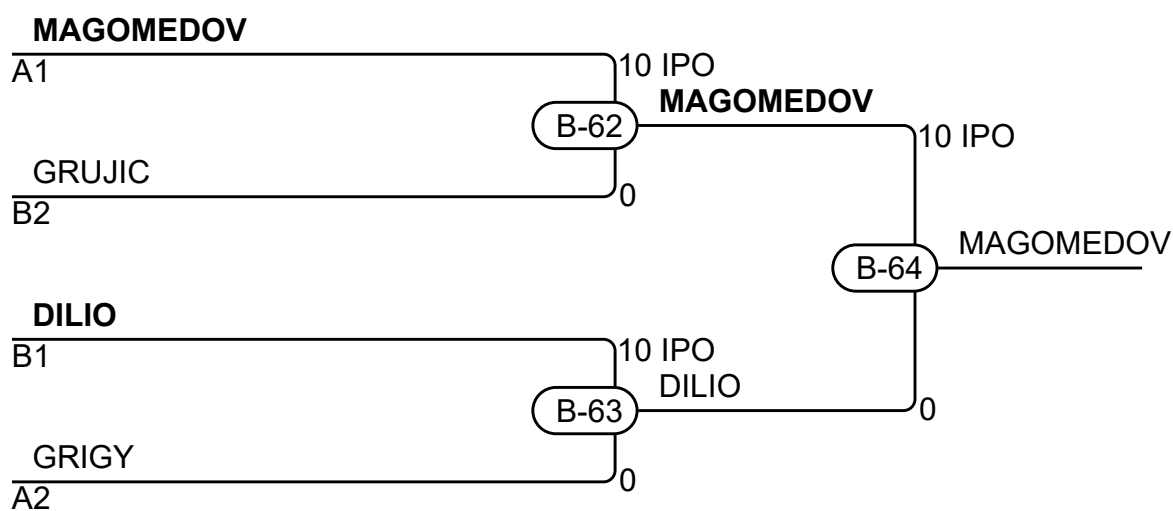 MAGOMEDOV
A1
10 IPO
MAGOMEDOV
B-62
10 IPO
GRUJIC
0
B2
MAGOMEDOV
B-64
DILIO
B1
10 IPO
DILIO
B-63
0
GRIGY
0
A2